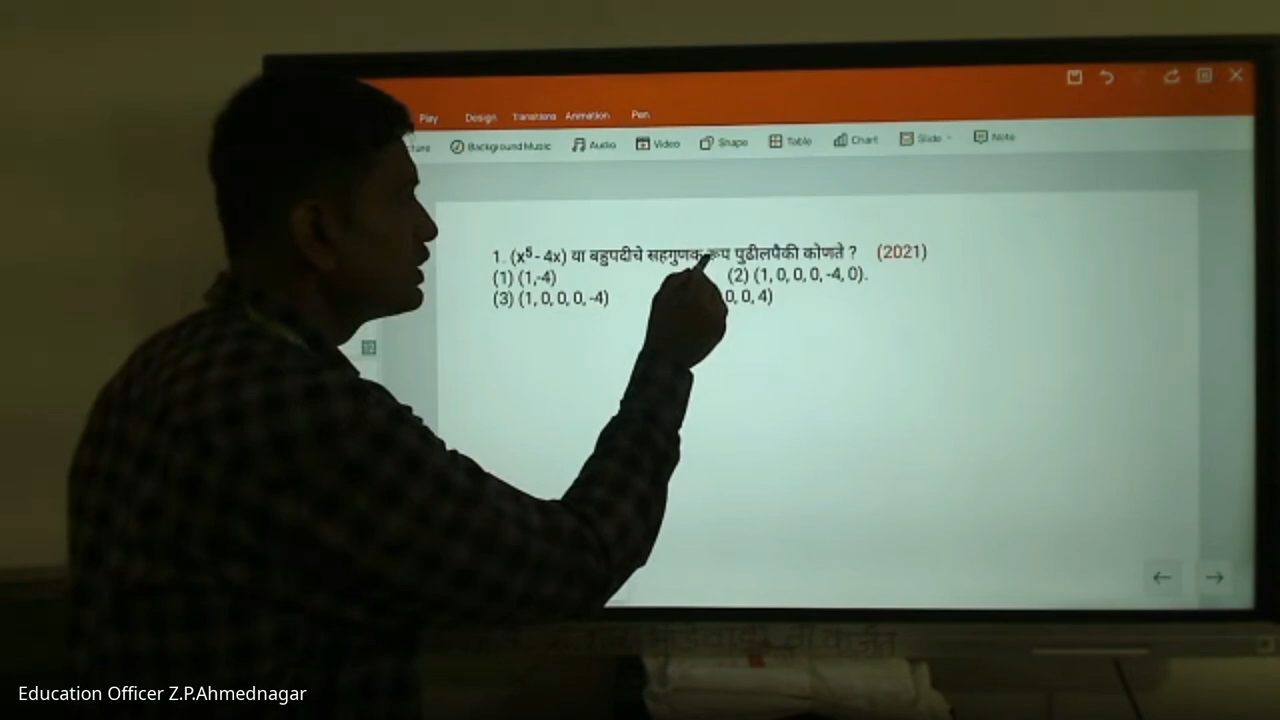 Play Design Transitions Animation Pen
Background Music Audio Video Shape Table Chart Slide Note
1. (x⁵ - 4x) या बहुपदीचे सहगुणक रूप पुढीलपैकी कोणते ? (2021)
(1) (1,-4) (2) (1, 0, 0, 0, -4, 0).
(3) (1, 0, 0, 0, -4) 0, 0, 4)
Education Officer Z.P.Ahmednagar